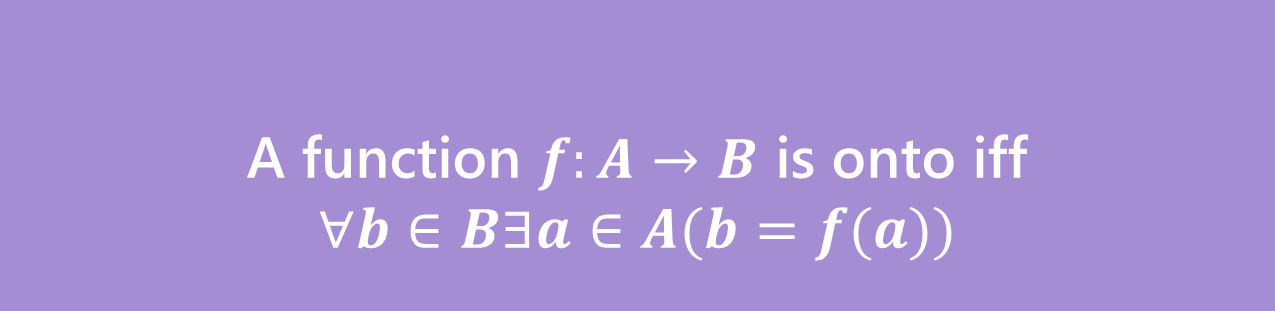 A function f: A → B is onto iff
∀b ∈ B∃a ∈ A(b = f(a))